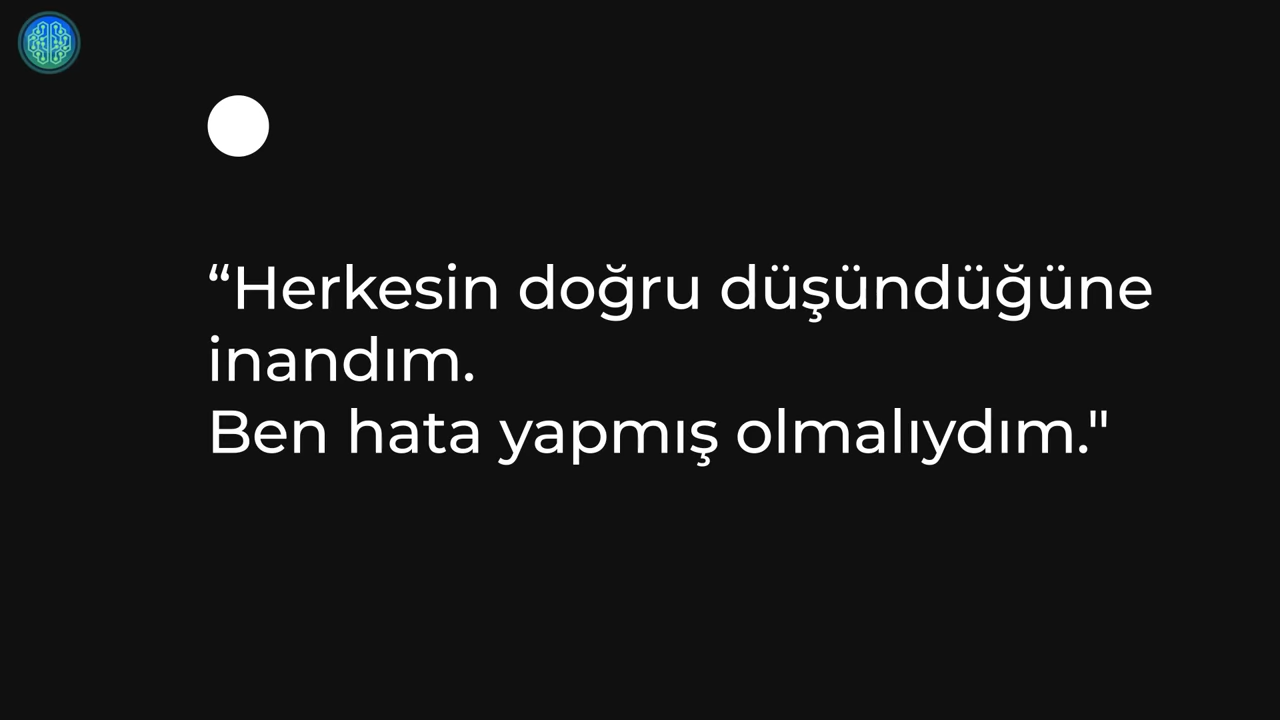 “Herkesin doğru düşündüğüne
inandım.
Ben hata yapmış olmalıydım."